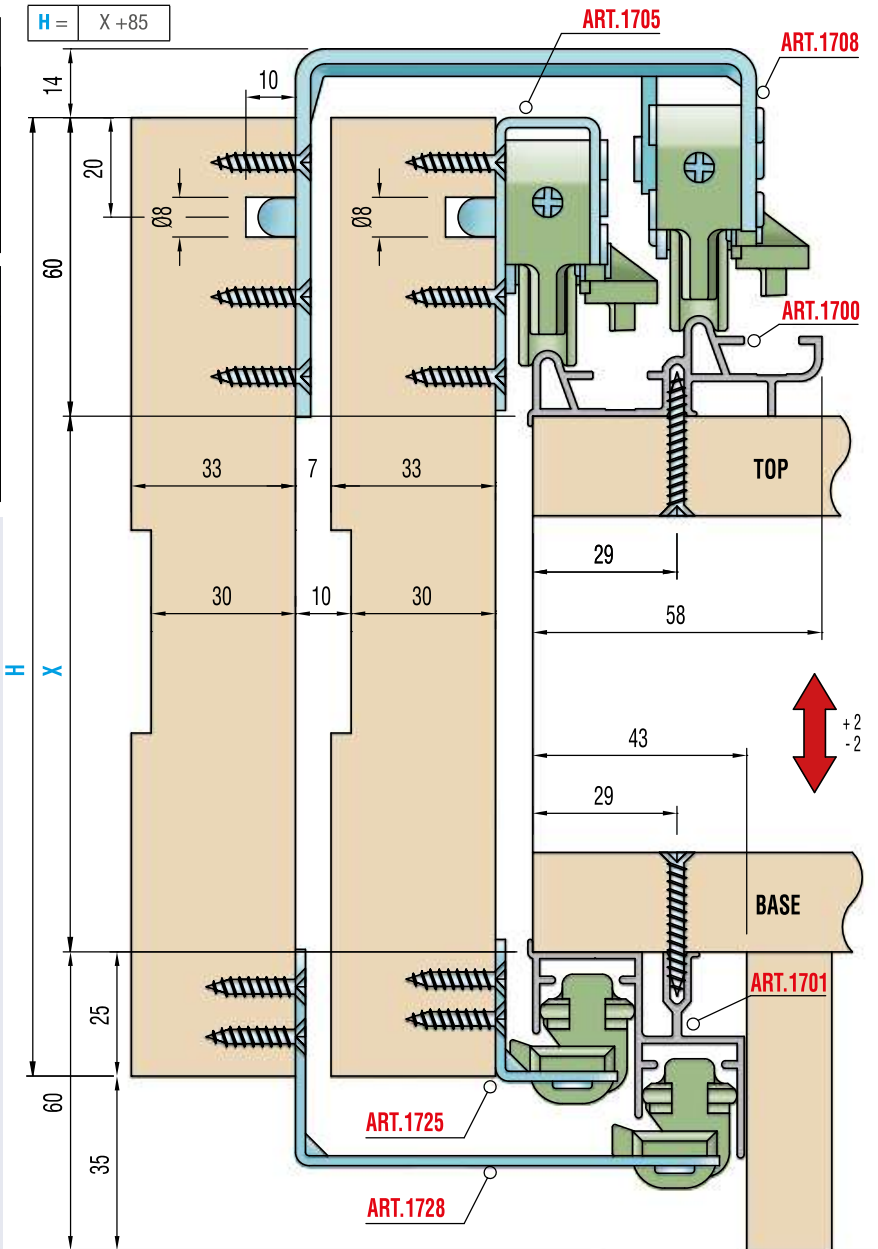 H = X +85
ART.1705
ART.1708
14
10
20
Ø8
Ø8
60
ART.1700
33
7
33
TOP
29
30
10
30
58
H
X
+ 2
- 2
43
29
BASE
ART.1701
25
60
ART.1725
35
ART.1728